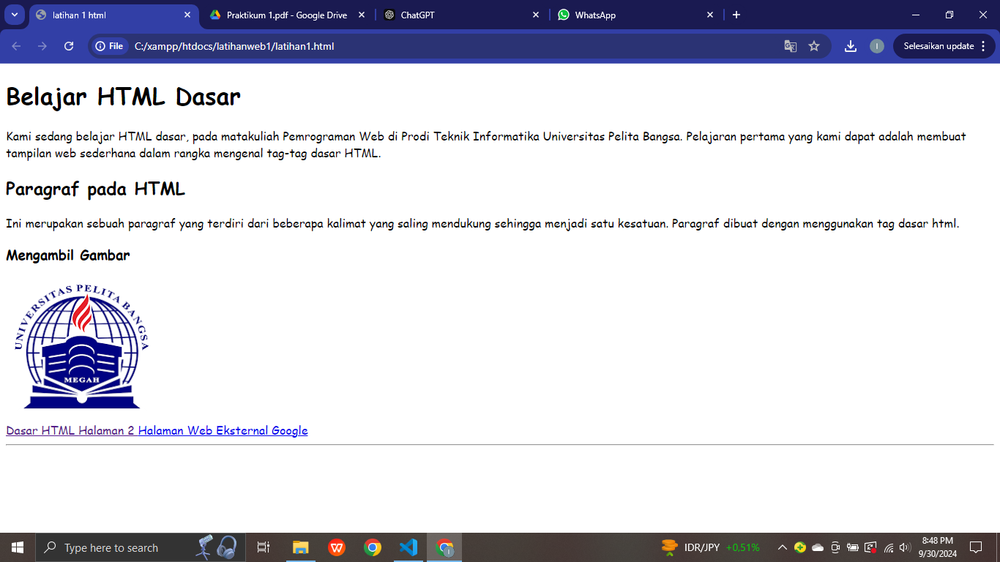 latihan 1 html
Praktikum 1.pdf - Google Drive
ChatGPT
WhatsApp
File
C:/xampp/htdocs/latihanweb1/latihan1.html
I
Selesaikan update
Belajar HTML Dasar
Kami sedang belajar HTML dasar, pada matakuliah Pemrograman Web di Prodi Teknik Informatika Universitas Pelita Bangsa. Pelajaran pertama yang kami dapat adalah membuat
tampilan web sederhana dalam rangka mengenal tag-tag dasar HTML.
Paragraf pada HTML
Ini merupakan sebuah paragraf yang terdiri dari beberapa kalimat yang saling mendukung sehingga menjadi satu kesatuan. Paragraf dibuat dengan menggunakan tag dasar html.
Mengambil Gambar
UNIVERSITAS PELITA BANGSA
MEGAH
Dasar HTML Halaman 2 Halaman Web Eksternal Google
Type here to search
IDR/JPY +0,51%
8:48 PM
9/30/2024